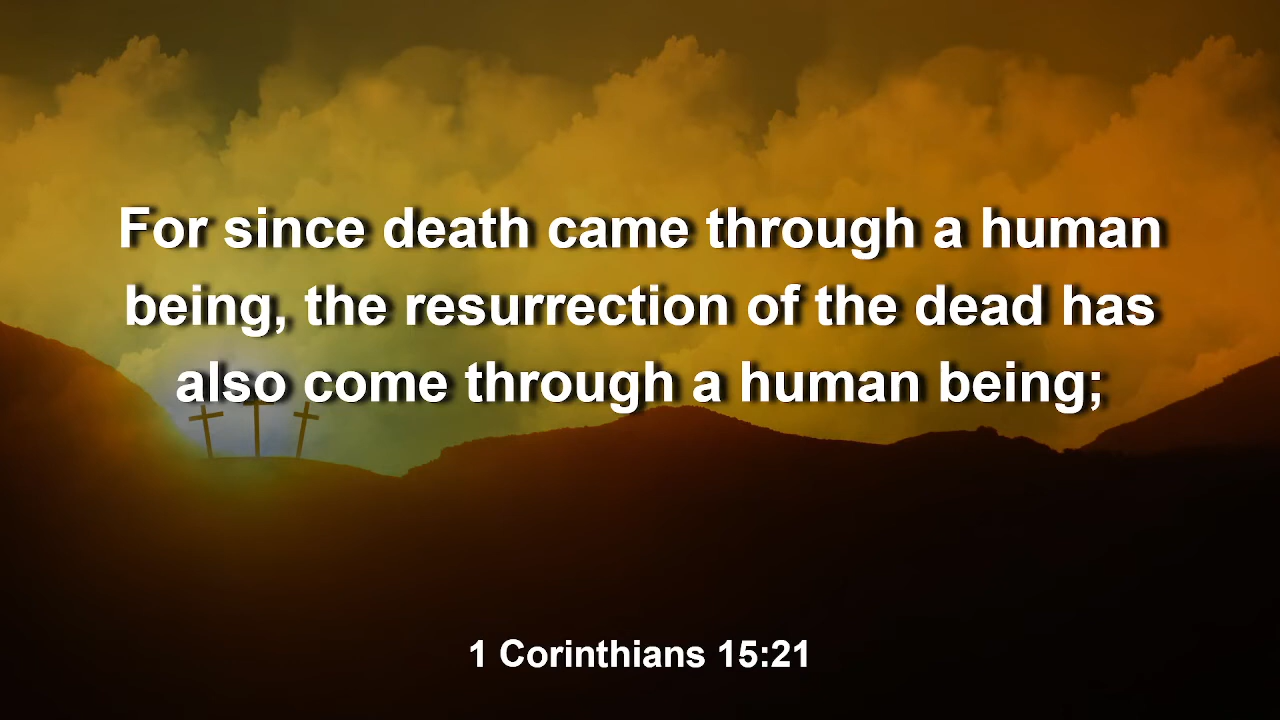 For since death came through a human
being, the resurrection of the dead has
also come through a human being;
1 Corinthians 15:21